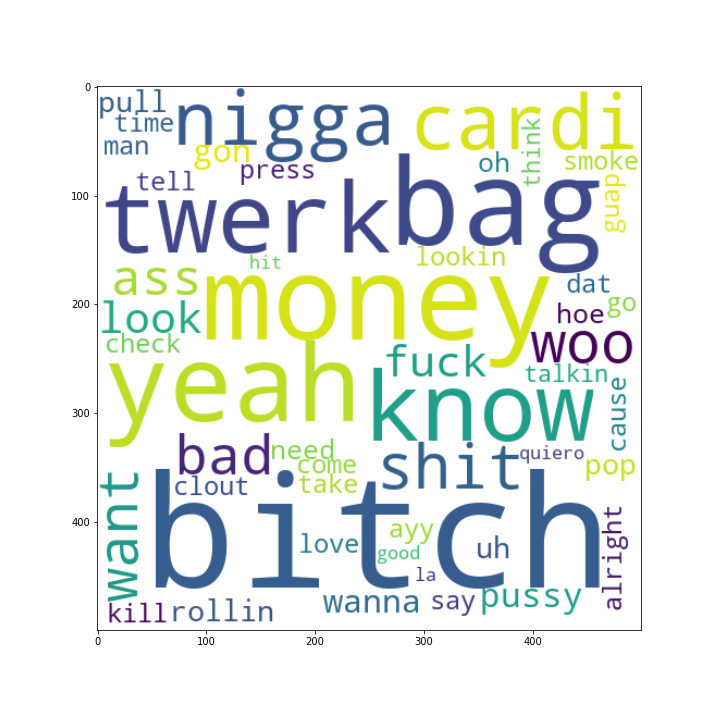 0
pull
nigga
cardi
time
think
man
gon
press
oh
smoke
tell
bag
guap
100
twerk
hit
lookin
ass
money
dat
200
look
hoe
go
check
woo
yeah
fuck
talkin
know
cause
300
bad
need
shit
quiero
come
pop
want
clout
take
bitch
400
love
ayy
good
uh
la
alright
kill
rollin
wanna
say
pussy
0 100 200 300 400